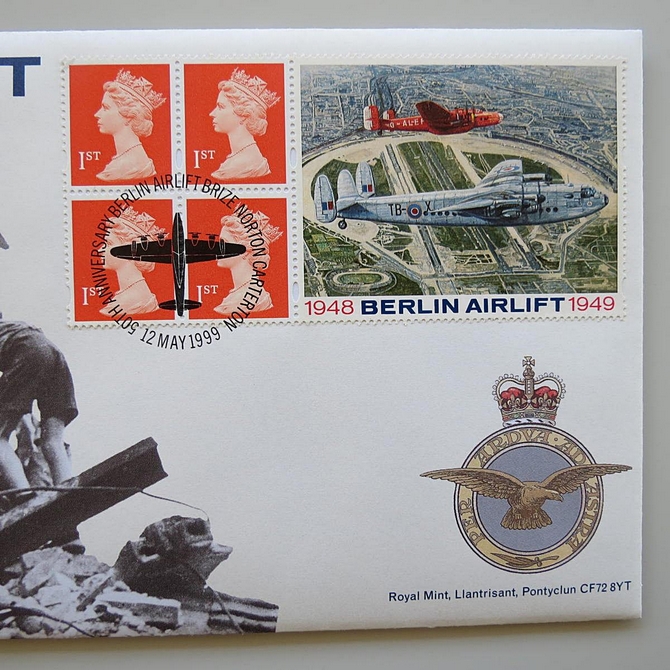 T
1ST
1ST
1ST
1ST
50TH ANNIVERSARY BERLIN AIRLIFT BRIZE NORTON CARTERTON
12 MAY 1999
G-ALEF
TB- X
1948 BERLIN AIRLIFT 1949
PER ARDVA AD ASTRA
Royal Mint, Llantrisant, Pontyclun CF72 8YT